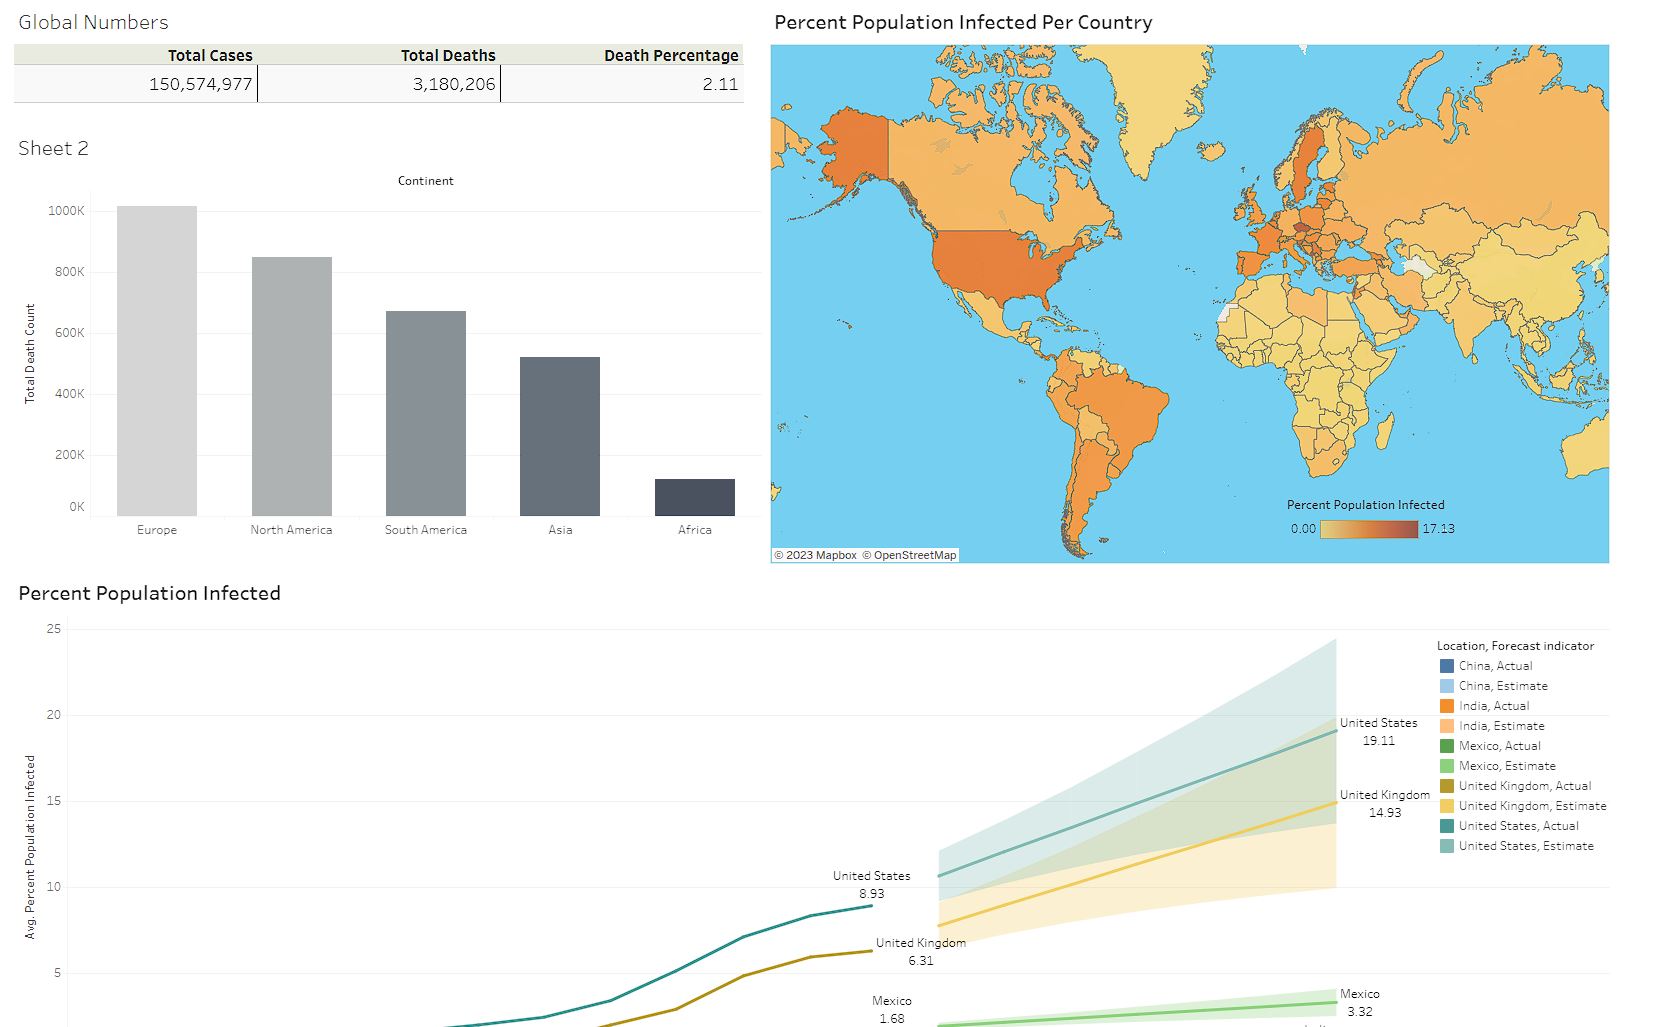 Global Numbers
Total Cases Total Deaths Death Percentage
150,574,977 3,180,206 2.11
Sheet 2
Continent
Total Death Count
1000K
800K
600K
400K
200K
0K
Europe North America South America Asia Africa
Percent Population Infected Per Country
Percent Population Infected
0.00 17.13
© 2023 Mapbox © OpenStreetMap
Percent Population Infected
Avg. Percent Population Infected
25
20
15
10
5
United States
8.93
United Kingdom
6.31
Mexico
1.68
United States
19.11
United Kingdom
14.93
Mexico
3.32
Location, Forecast indicator
China, Actual
China, Estimate
India, Actual
India, Estimate
Mexico, Actual
Mexico, Estimate
United Kingdom, Actual
United Kingdom, Estimate
United States, Actual
United States, Estimate